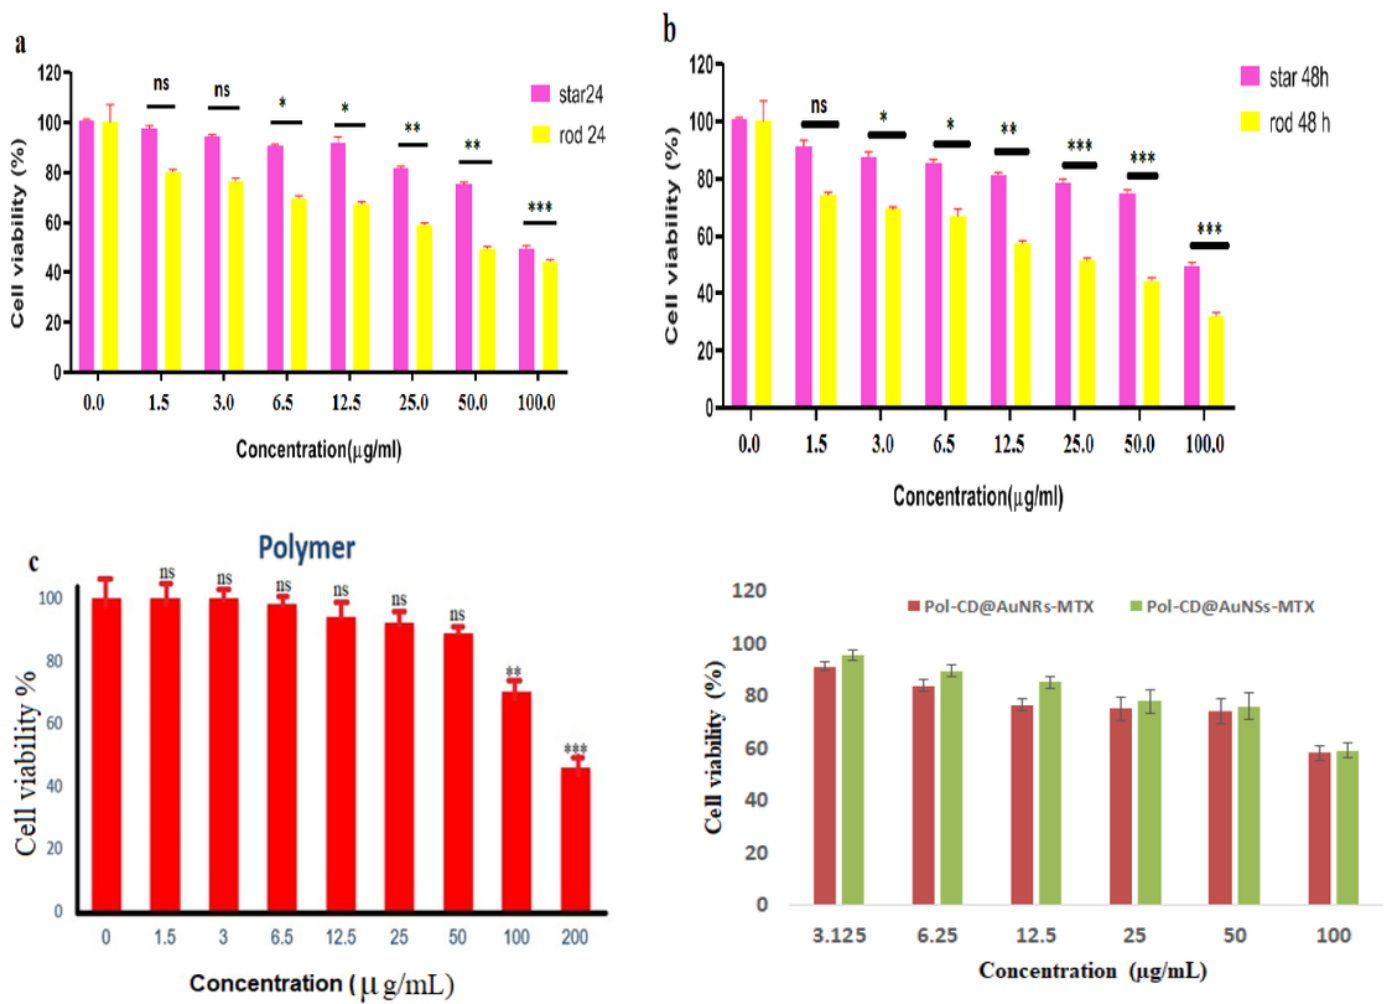 a
120
100
80
60
40
20
0
Cell viability (%)
ns
ns
*
*
**
**
***
star24
rod 24
0.0 1.5 3.0 6.5 12.5 25.0 50.0 100.0
Concentration(μg/ml)
b
120
100
80
60
40
20
0
Cell viability (%)
ns
*
*
**
***
***
***
star 48h
rod 48 h
0.0 1.5 3.0 6.5 12.5 25.0 50.0 100.0
Concentration(μg/ml)
c
Polymer
100
80
60
40
20
0
Cell viability %
ns
ns
ns
ns
ns
ns
**
***
0 1.5 3 6.5 12.5 25 50 100 200
Concentration (μg/mL)
120
100
80
60
40
20
0
Cell viability (%)
Pol-CD@AuNRs-MTX Pol-CD@AuNSs-MTX
3.125 6.25 12.5 25 50 100
Concentration (μg/mL)